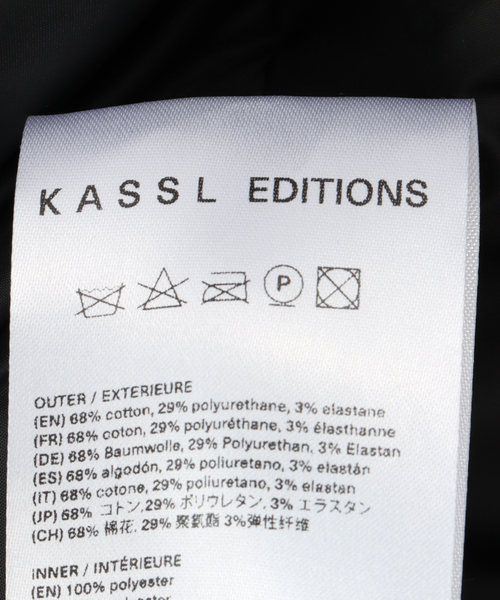 KASSL EDITIONS
P
OUTER / EXTERIEURE
(EN) 68% cotton, 29% polyurethane, 3% elastane
(FR) 68% coton, 29% polyuréthane, 3% élasthanne
(DE) 68% Baumwolle, 29% Polyurethan, 3% Elastan
(ES) 68% algodón, 29% poliuretano, 3% elastán
(IT) 68% cotone, 29% poliuretano, 3% elastan
(JP) 68% コトン,29% ポリウレタン, 3% エラスタン
(CH) 68% 棉花, 29% 聚氨酯 3%弹性纤维
INNER / INTÉRIEURE
(EN) 100% polyester